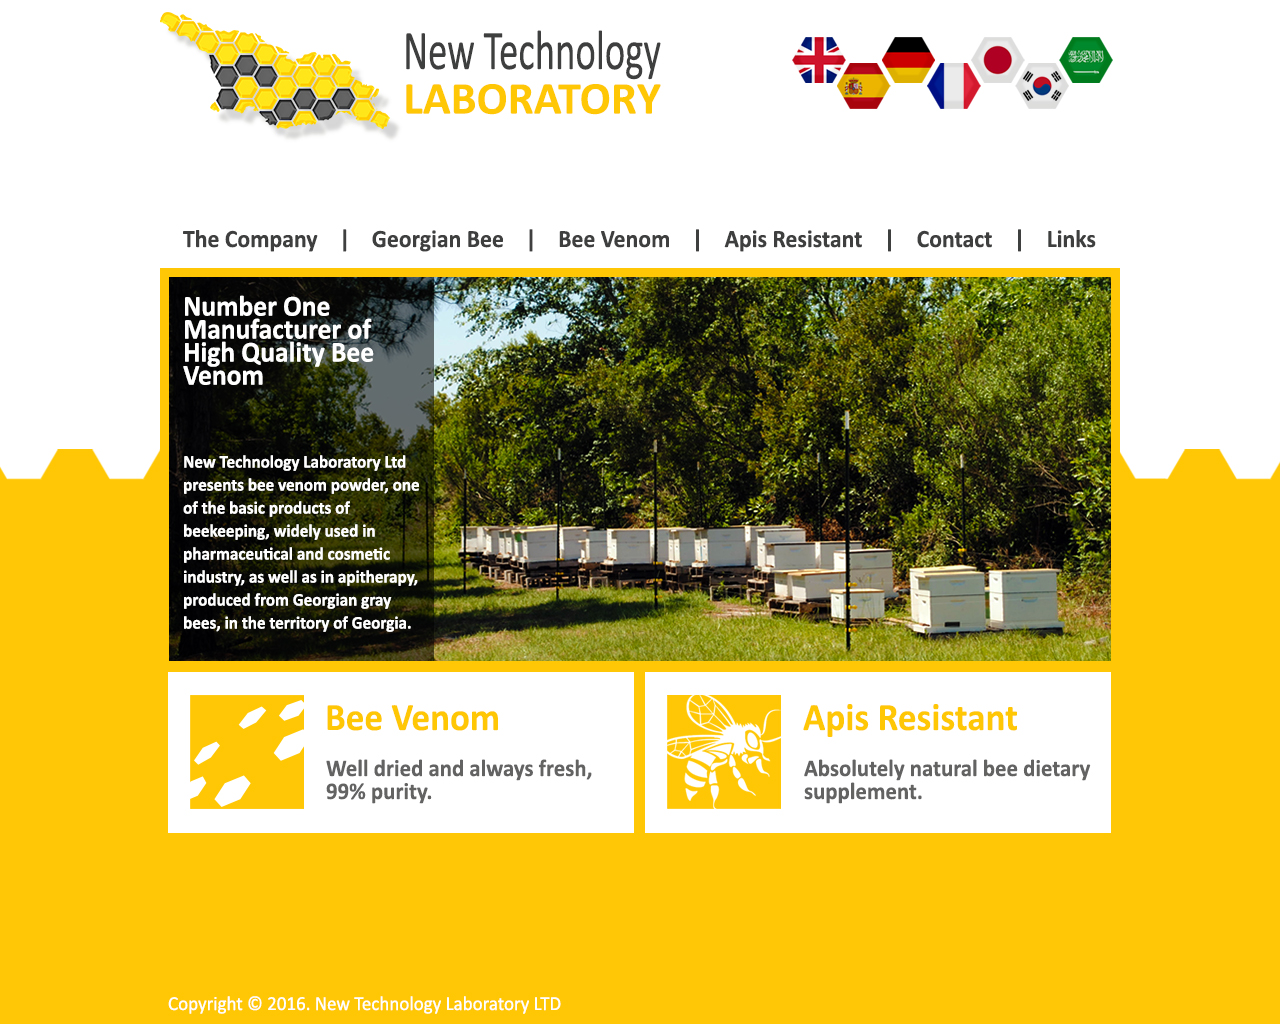 New Technology
LABORATORY
The Company | Georgian Bee | Bee Venom | Apis Resistant | Contact | Links
Number One
Manufacturer of
High Quality Bee
Venom
New Technology Laboratory Ltd
presents bee venom powder, one
of the basic products of
beekeeping, widely used in
pharmaceutical and cosmetic
industry, as well as in apitherapy,
produced from Georgian gray
bees, in the territory of Georgia.
Bee Venom
Well dried and always fresh,
99% purity.
Apis Resistant
Absolutely natural bee dietary
supplement.
Copyright © 2016. New Technology Laboratory LTD